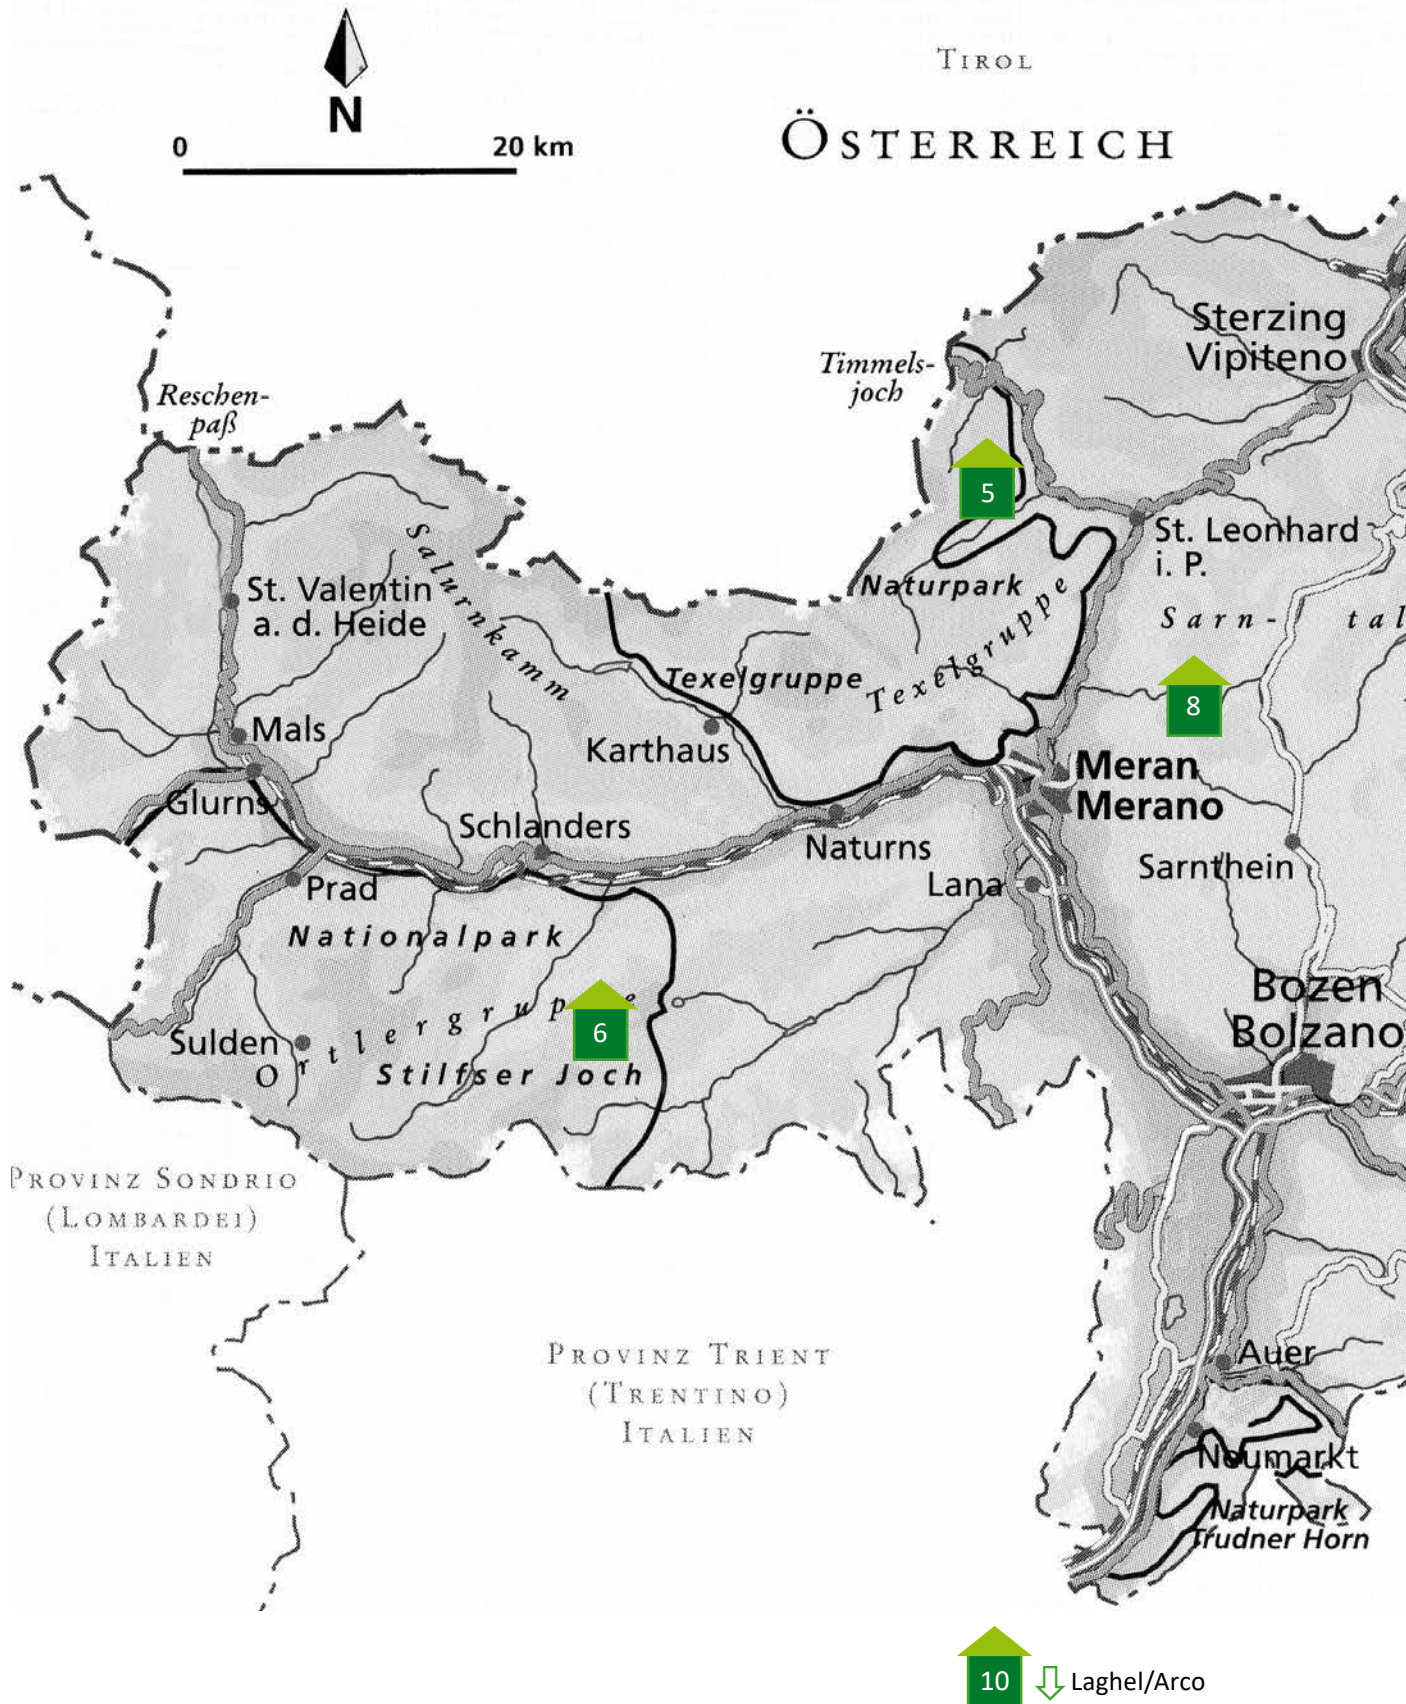 TIROL
N
ÖSTERREICH
0 20 km
Sterzing
Vipiteno
Timmels-
joch
Reschen-
paß
5
St. Leonhard
i. P.
Salurnkamm
St. Valentin
a. d. Heide
Naturpark
Sarn- tal
Texelgruppe
Texelgruppe
8
Mals
Karthaus
Meran
Merano
Glurns
Schlanders
Naturns
Sarnthein
Lana
Prad
Nationalpark
Bozen
Bolzano
6
Sulden
Stilfser Joch
PROVINZ SONDRIO
(LOMBARDEI)
ITALIEN
PROVINZ TRIENT
(TRENTINO)
ITALIEN
Auer
Neumarkt
Naturpark
Trudner Horn
10 Laghel/Arco